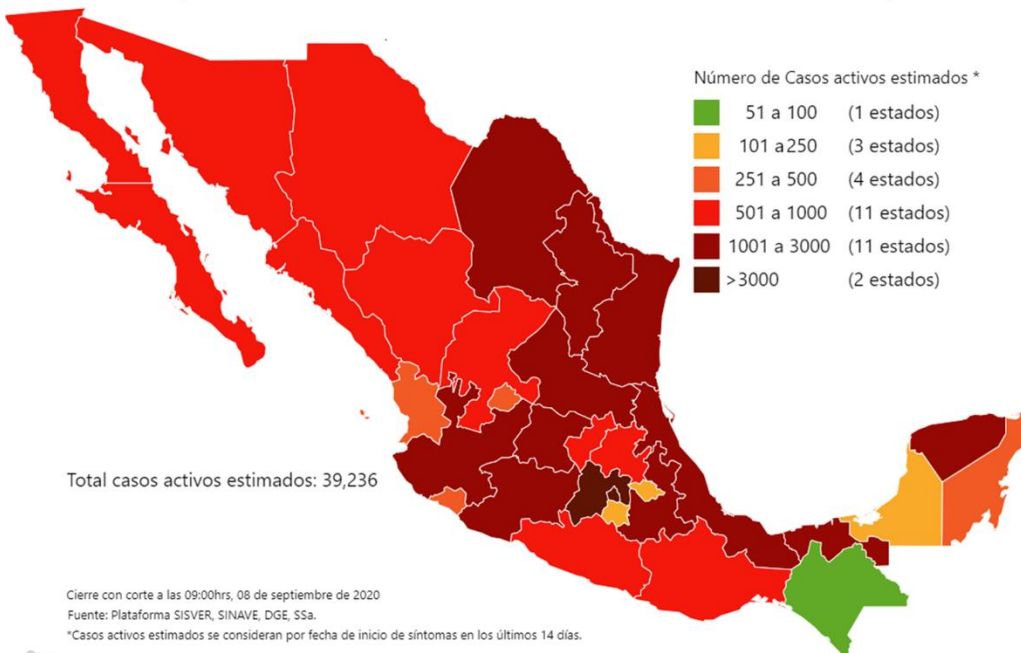 Número de Casos activos estimados *
51 a 100 (1 estados)
101 a 250 (3 estados)
251 a 500 (4 estados)
501 a 1000 (11 estados)
1001 a 3000 (11 estados)
>3000 (2 estados)
Total casos activos estimados: 39,236
Cierre con corte a las 09:00hrs, 08 de septiembre de 2020
Fuente: Plataforma SISVER, SINAVE, DGE, SSa.
*Casos activos estimados se consideran por fecha de inicio de síntomas en los últimos 14 días.